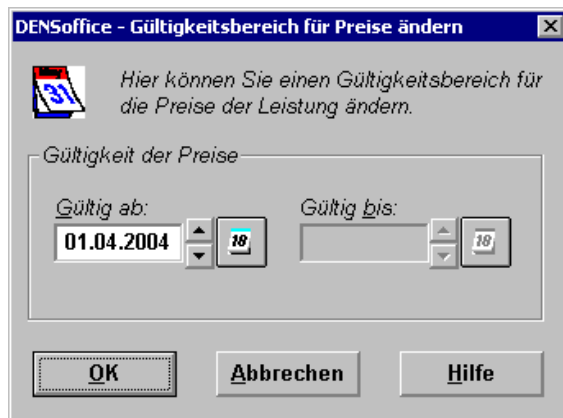 DENSoffice - Gültigkeitsbereich für Preise ändern
May
31
Hier können Sie einen Gültigkeitsbereich für
die Preise der Leistung ändern.
Gültigkeit der Preise
Gültig ab:
Gültig bis:
01.04.2004
18
18
OK
Abbrechen
Hilfe